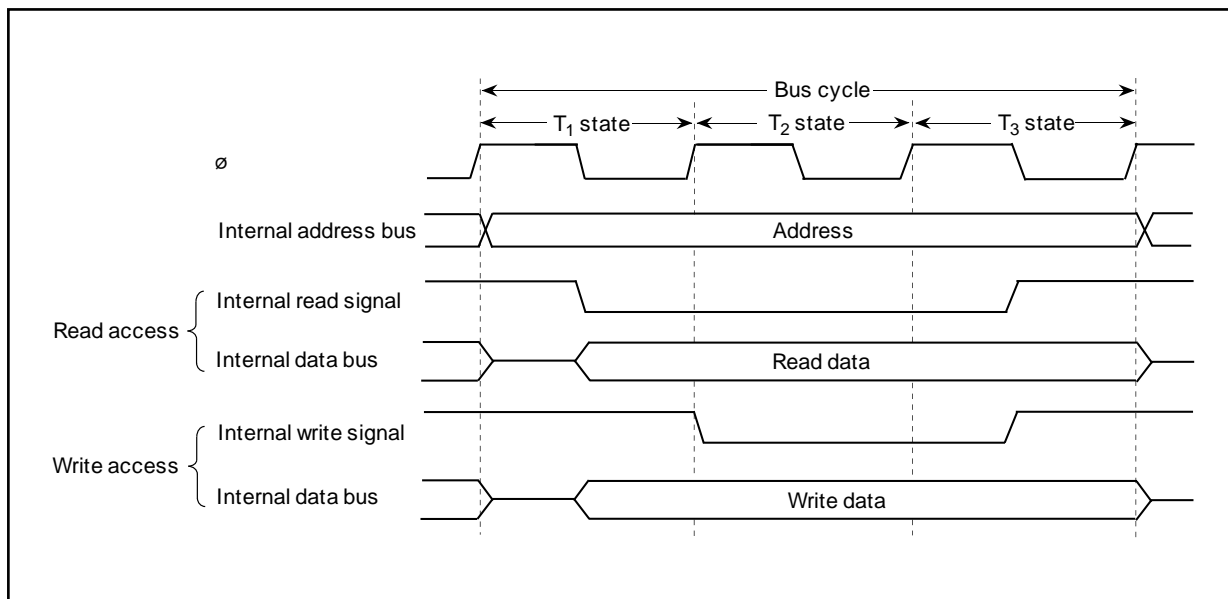 Bus cycle
T₁ state
T₂ state
T₃ state
ø
Internal address bus
Address
Read access
Internal read signal
Internal data bus
Read data
Write access
Internal write signal
Internal data bus
Write data